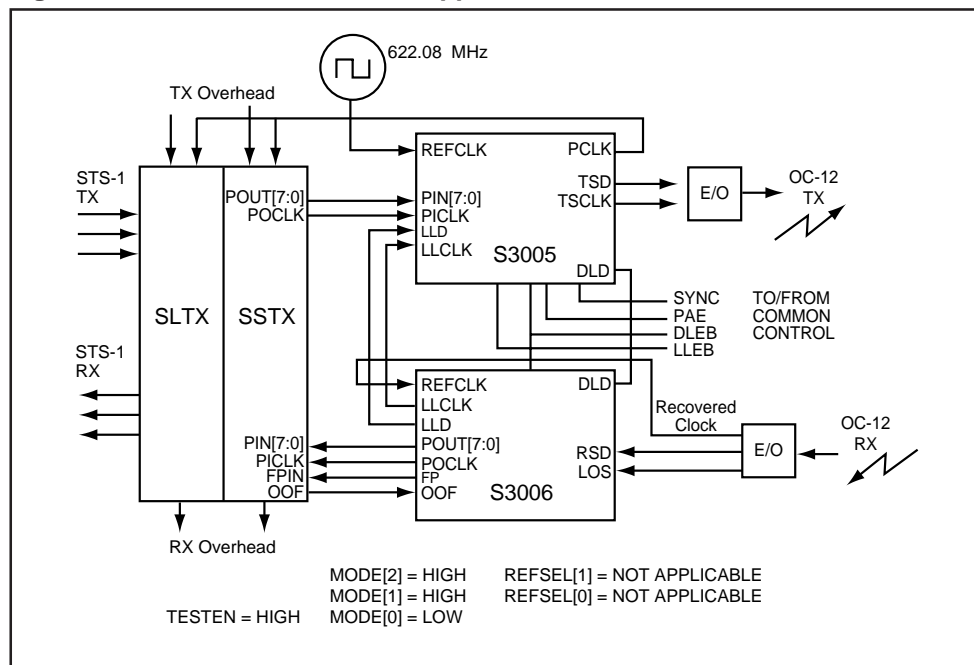 622.08 MHz
TX Overhead
REFCLK
PCLK
STS-1
TX
POUT[7:0]
POCLK
PIN[7:0]
PICLK
LLD
LLCLK
TSD
TSCLK
E/O
OC-12
TX
S3005
DLD
SLTX
SSTX
SYNC
PAE
DLEB
LLEB
TO/FROM
COMMON
CONTROL
STS-1
RX
REFCLK
LLCLK
LLD
POUT[7:0]
POCLK
FP
OOF
DLD
Recovered
Clock
OC-12
RX
PIN[7:0]
PICLK
FPIN
OOF
RSD
LOS
E/O
S3006
RX Overhead
MODE[2] = HIGH REFSEL[1] = NOT APPLICABLE
MODE[1] = HIGH REFSEL[0] = NOT APPLICABLE
TESTEN = HIGH MODE[0] = LOW